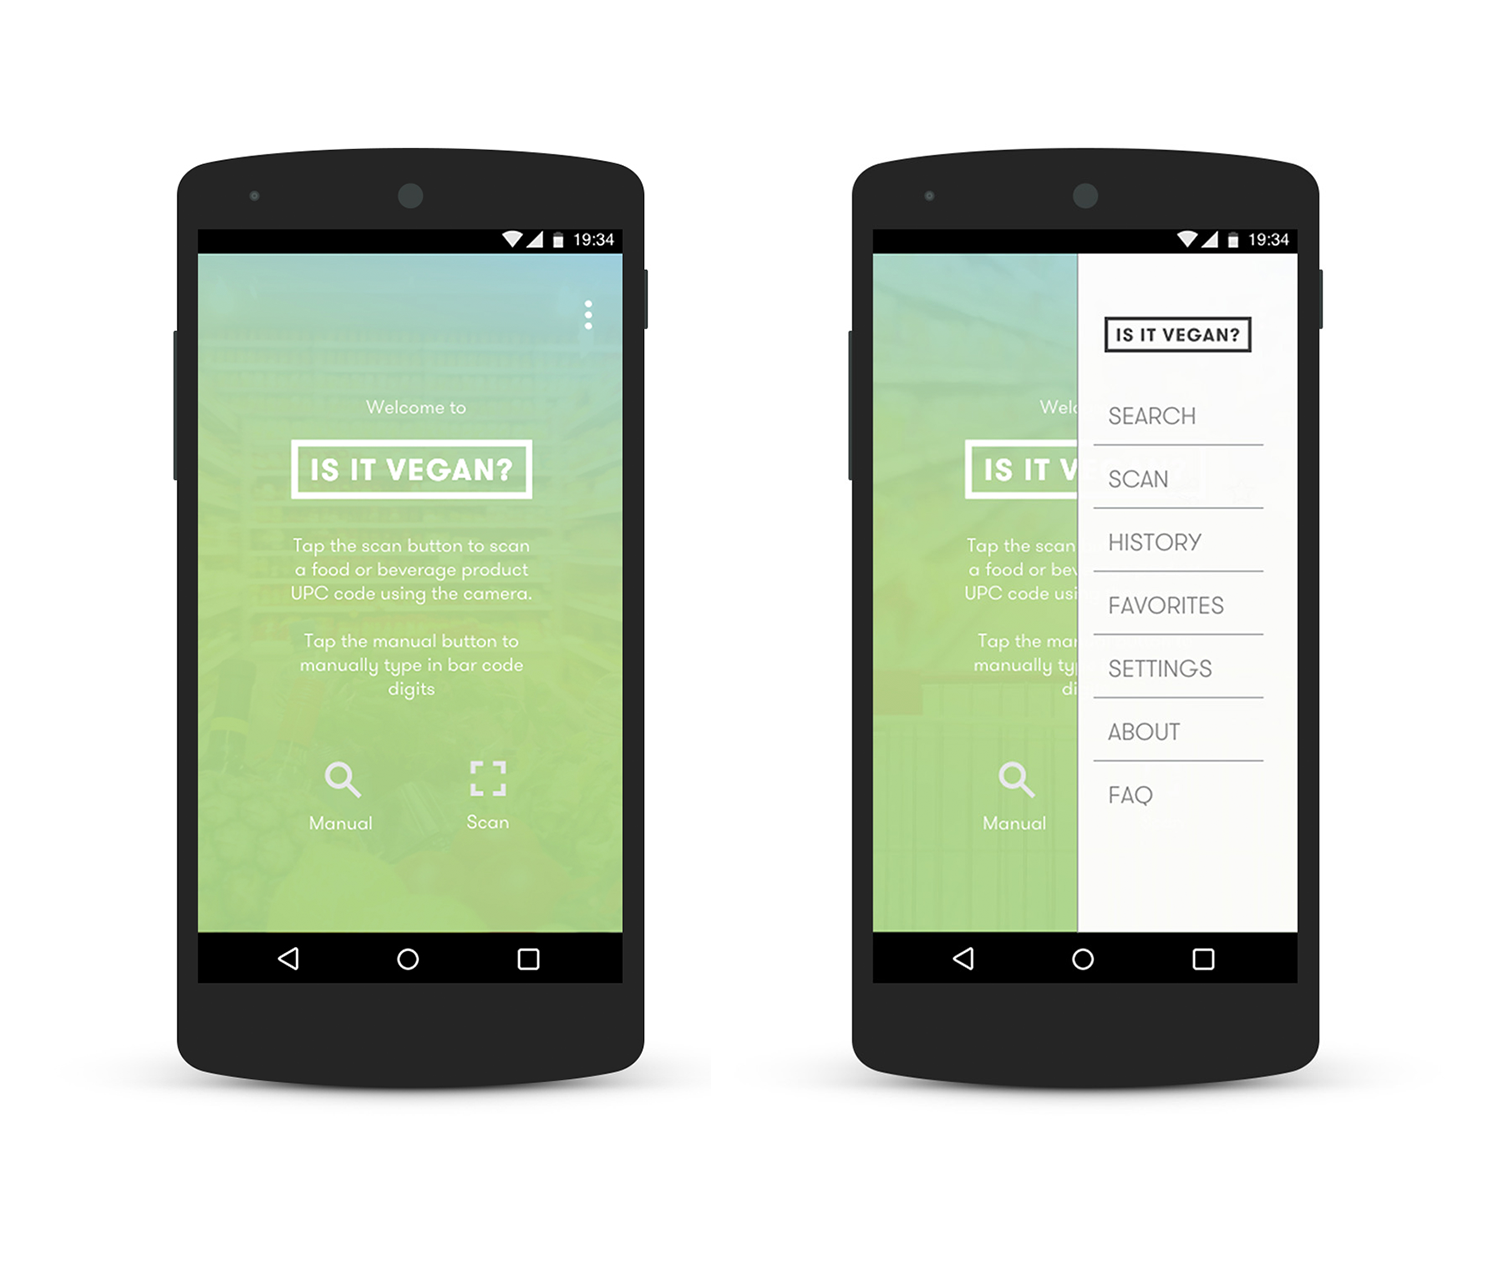 19:34
Welcome to
IS IT VEGAN?
Tap the scan button to scan
a food or beverage product
UPC code using the camera.
Tap the manual button to
manually type in bar code
digits
Manual
Scan
19:34
Welc
IS IT V
Tap the scan
a food or bev
UPC code usi
Tap the man
manually typ
di
Manual
IS IT VEGAN?
SEARCH
SCAN
HISTORY
FAVORITES
SETTINGS
ABOUT
FAQ